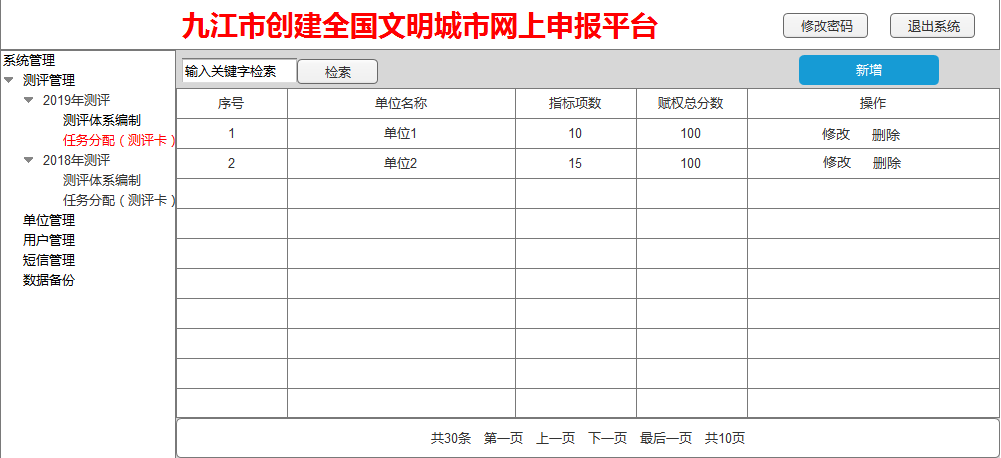 九江市创建全国文明城市网上申报平台
修改密码 退出系统
系统管理
测评管理
2019年测评
测评体系编制
任务分配（测评卡）
2018年测评
测评体系编制
任务分配（测评卡）
单位管理
用户管理
短信管理
数据备份
输入关键字检索 检索 新增
序号 单位名称 指标项数 赋权总分数 操作
1 单位1 10 100 修改 删除
2 单位2 15 100 修改 删除
共30条 第一页 上一页 下一页 最后一页 共10页